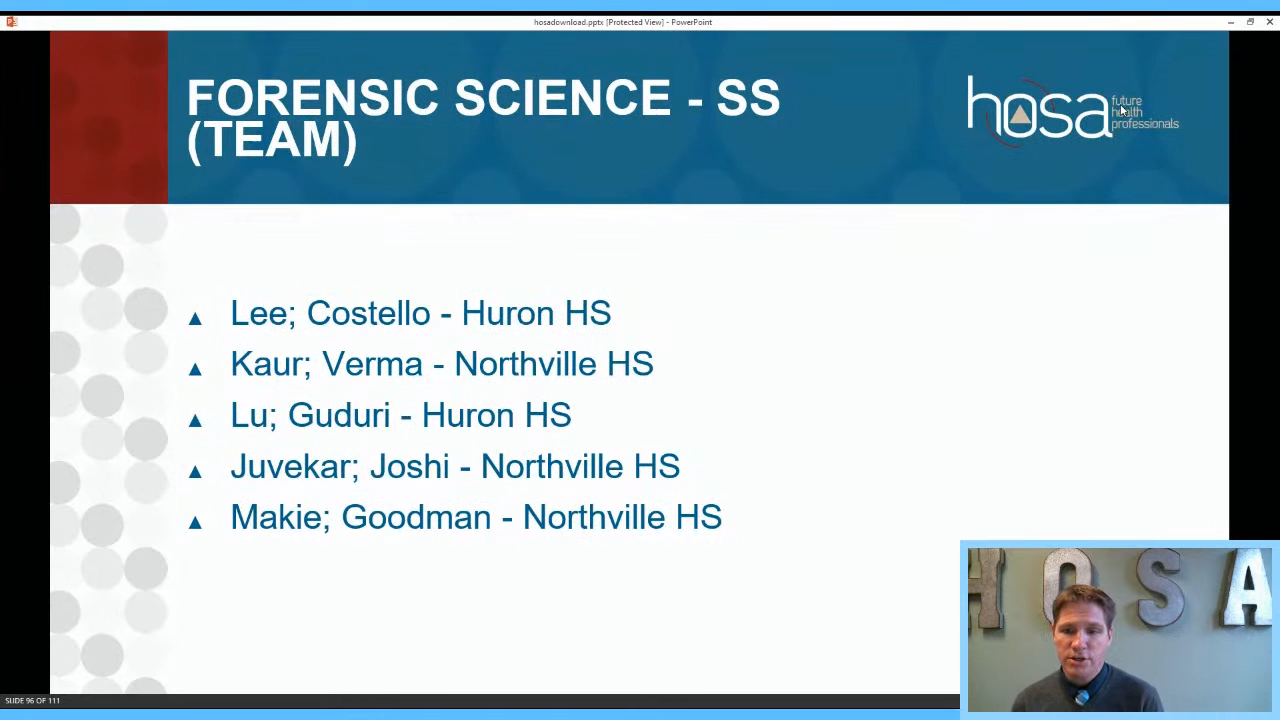 hosadownload.pptx [Protected View] - PowerPoint
FORENSIC SCIENCE - SS
(TEAM)
hosa
future
health
professionals
▲ Lee; Costello - Huron HS
▲ Kaur; Verma - Northville HS
▲ Lu; Guduri - Huron HS
▲ Juvekar; Joshi - Northville HS
▲ Makie; Goodman - Northville HS
HOSA
SLIDE 96 OF 111